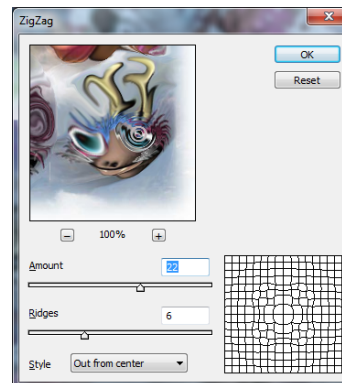 ZigZag
OK
Reset
100%
Amount
22
Ridges
6
Style Out from center